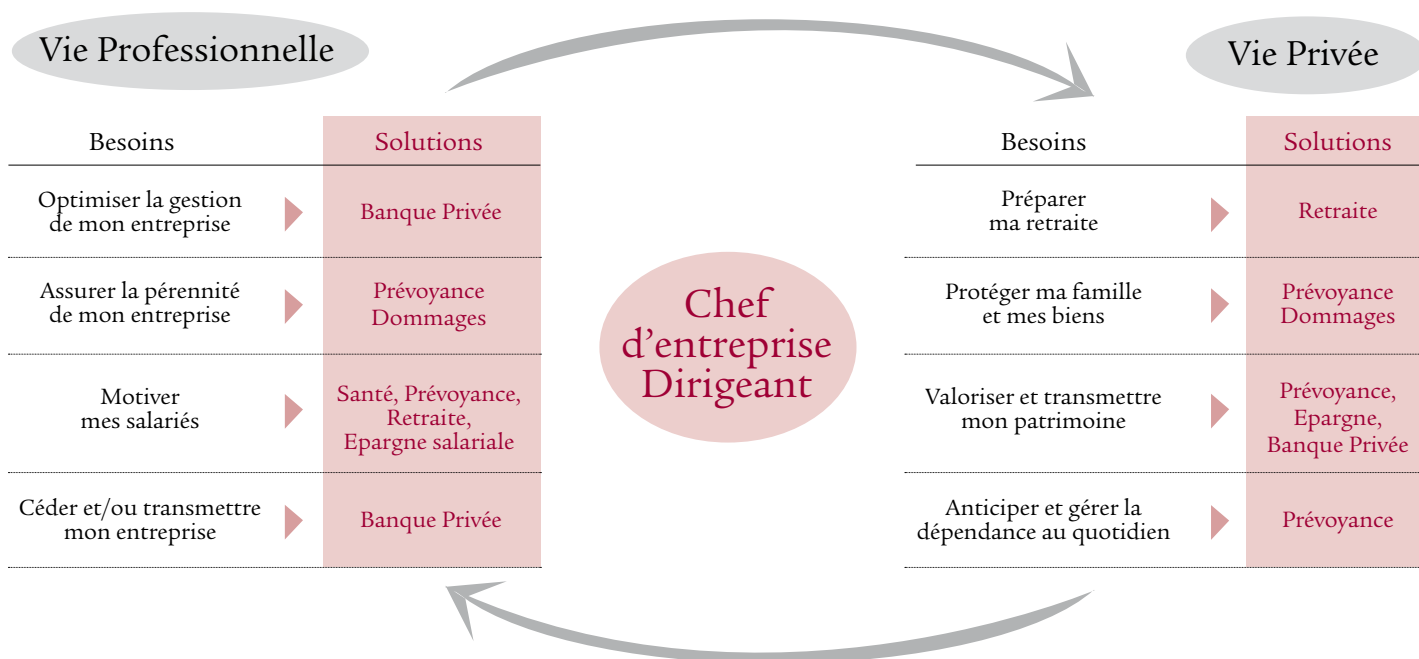 Vie Professionnelle
Besoins
Solutions
Optimiser la gestion
de mon entreprise
Banque Privée
Assurer la pérennité
de mon entreprise
Prévoyance
Dommages
Motiver
mes salariés
Santé, Prévoyance,
Retraite,
Epargne salariale
Céder et/ou transmettre
mon entreprise
Banque Privée
Chef
d’entreprise
Dirigeant
Vie Privée
Besoins
Solutions
Préparer
ma retraite
Retraite
Protéger ma famille
et mes biens
Prévoyance
Dommages
Valoriser et transmettre
mon patrimoine
Prévoyance,
Epargne,
Banque Privée
Anticiper et gérer la
dépendance au quotidien
Prévoyance